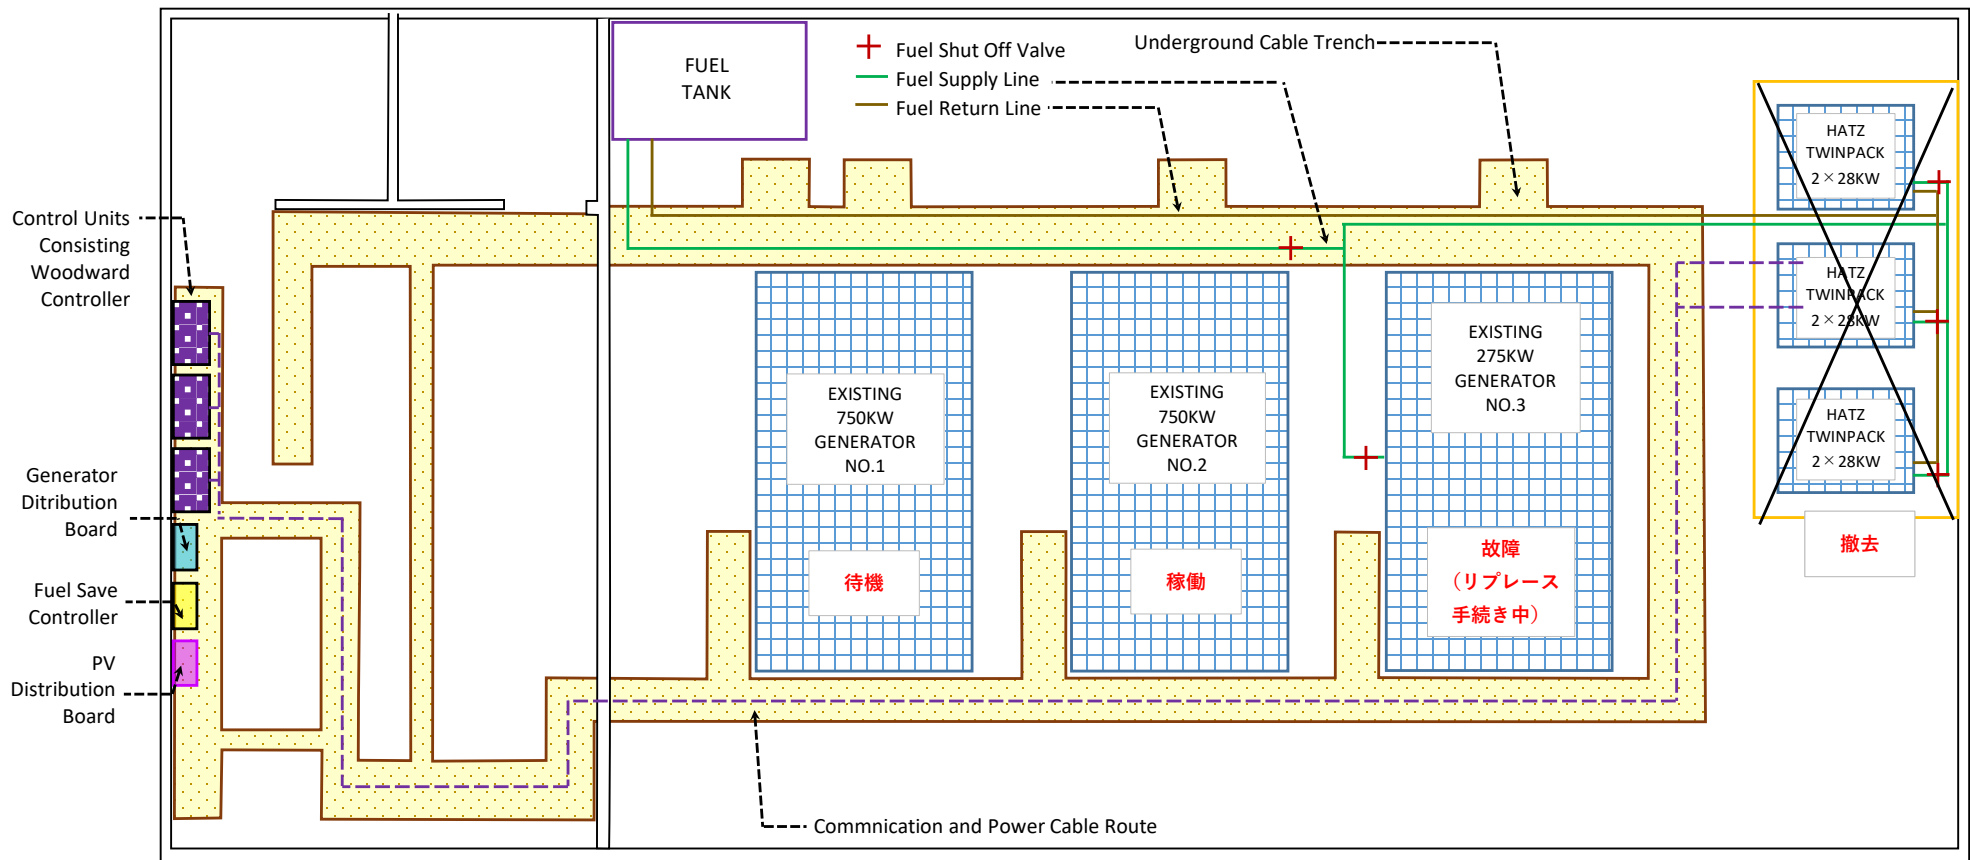 FUEL
TANK
Fuel Shut Off Valve
Fuel Supply Line
Fuel Return Line
Underground Cable Trench
HATZ
TWINPACK
2×28KW
HATZ
TWINPACK
2×28KW
HATZ
TWINPACK
2×28KW
撤去
Control Units
Consisting
Woodward
Controller
Generator
Ditribution
Board
Fuel Save
Controller
PV
Distribution
Board
EXISTING
750KW
GENERATOR
NO.1
待機
EXISTING
750KW
GENERATOR
NO.2
稼働
EXISTING
275KW
GENERATOR
NO.3
故障
（リプレース
手続き中）
Commnication and Power Cable Route